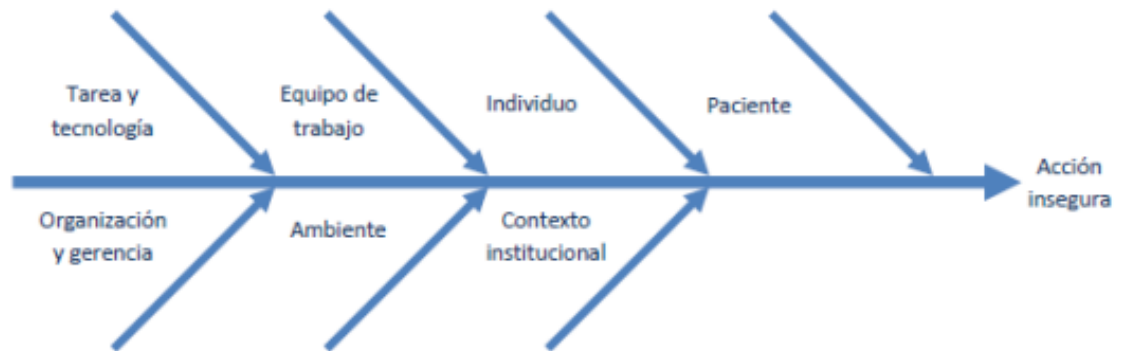 Tarea y
tecnología
Equipo de
trabajo
Individuo
Paciente
Acción
insegura
Organización
y gerencia
Ambiente
Contexto
institucional